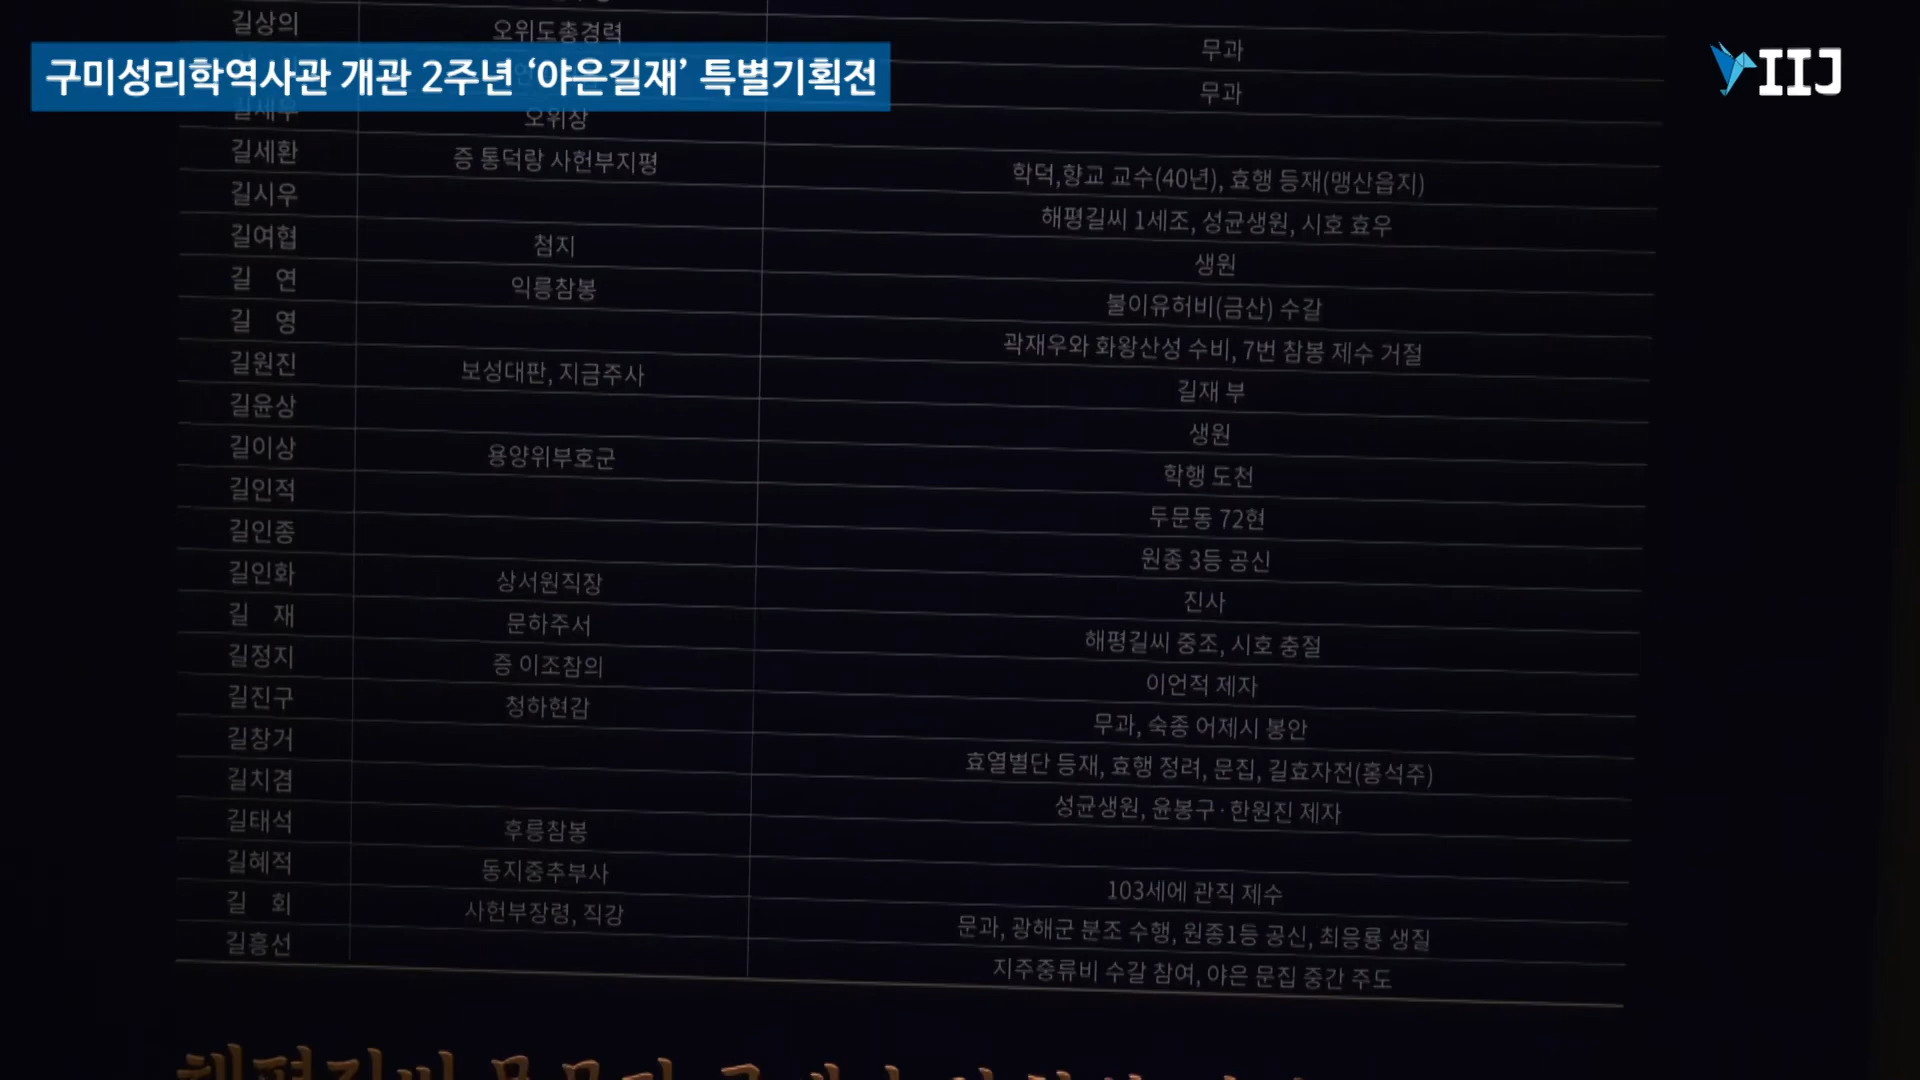 길상의 오위도총경력 무과
구미성리학역사관 개관 2주년 ‘야은길재’ 특별기획전
IIJ
무과
길세우 오위장
길세환 증 통덕랑 사헌부지평 학덕,향교 교수(40년), 효행 등재(맹산읍지)
길시우 해평길씨 1세조, 성균생원, 시호 효우
길여협 첨지 생원
길 연 익릉참봉 불이유허비(금산) 수갈
길 영 곽재우와 화왕산성 수비, 7번 참봉 제수 거절
길원진 보성대판, 지금주사 길재 부
길윤상 생원
길이상 용양위부호군 학행 도천
길인적 두문동 72현
길인종 원종 3등 공신
길인화 상서원직장 진사
길 재 문하주서 해평길씨 중조, 시호 충절
길정지 증 이조참의 이언적 제자
길진구 청하현감 무과, 숙종 어제시 봉안
길창거 효열별단 등재, 효행 정려, 문집, 길효자전(홍석주)
길치겸 성균생원, 윤봉구·한원진 제자
길태석 후릉참봉
길혜적 동지중추부사 103세에 관직 제수
길 회 사헌부장령, 직강 문과, 광해군 분조 수행, 원종1등 공신, 최응룡 생질
길흥선 지주중류비 수갈 참여, 야은 문집 중간 주도
해평길씨